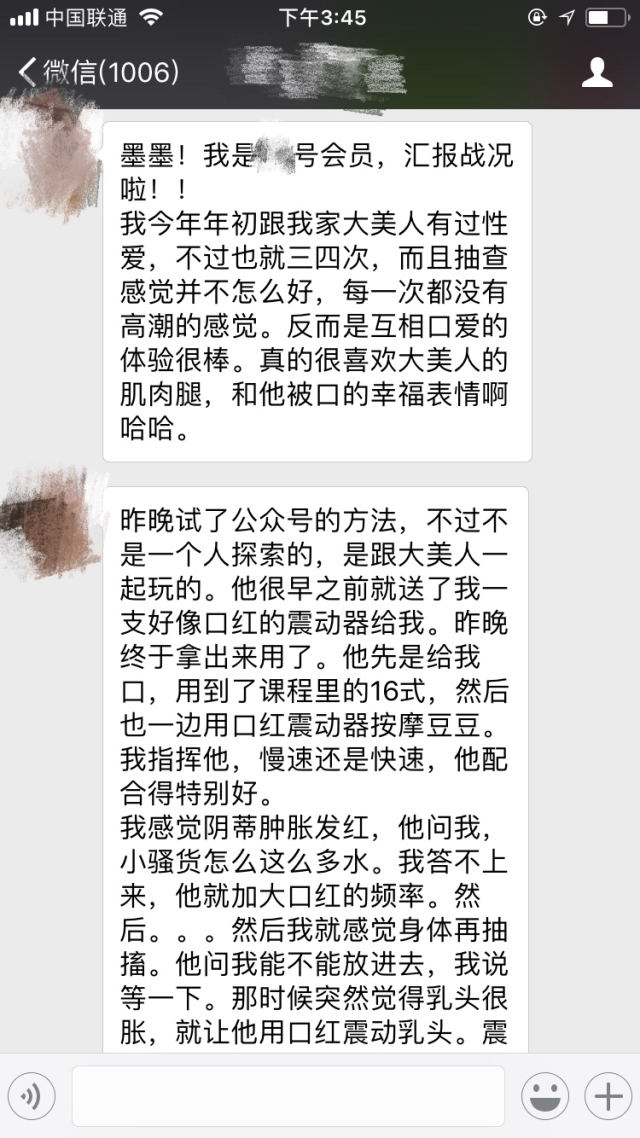 中国联通
下午3:45
微信(1006)
墨墨！我是 号会员，汇报战况
啦！！
我今年年初跟我家大美人有过性
爱，不过也就三四次，而且抽查
感觉并不怎么好，每一次都没有
高潮的感觉。反而是互相口爱的
体验很棒。真的很喜欢大美人的
肌肉腿，和他被口的幸福表情啊
哈哈。
昨晚试了公众号的方法，不过不
是一个人探索的，是跟大美人一
起玩的。他很早之前就送了我一
支好像口红的震动器给我。昨晚
终于拿出来用了。他先是给我
口，用到了课程里的16式，然后
也一边用口红震动器按摩豆豆。
我指挥他，慢速还是快速，他配
合得特别好。
我感觉阴蒂肿胀发红，他问我，
小骚货怎么这么多水。我答不上
来，他就加大口红的频率。然
后。。。然后我就感觉身体再抽
搐。他问我能不能放进去，我说
等一下。那时候突然觉得乳头很
胀，就让他用口红震动乳头。震